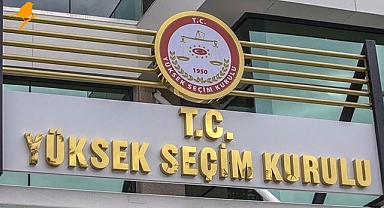 T.C.
YÜKSEK SEÇİM KURULU
1950
T.C.
YÜKSEK SEÇİM KURULU